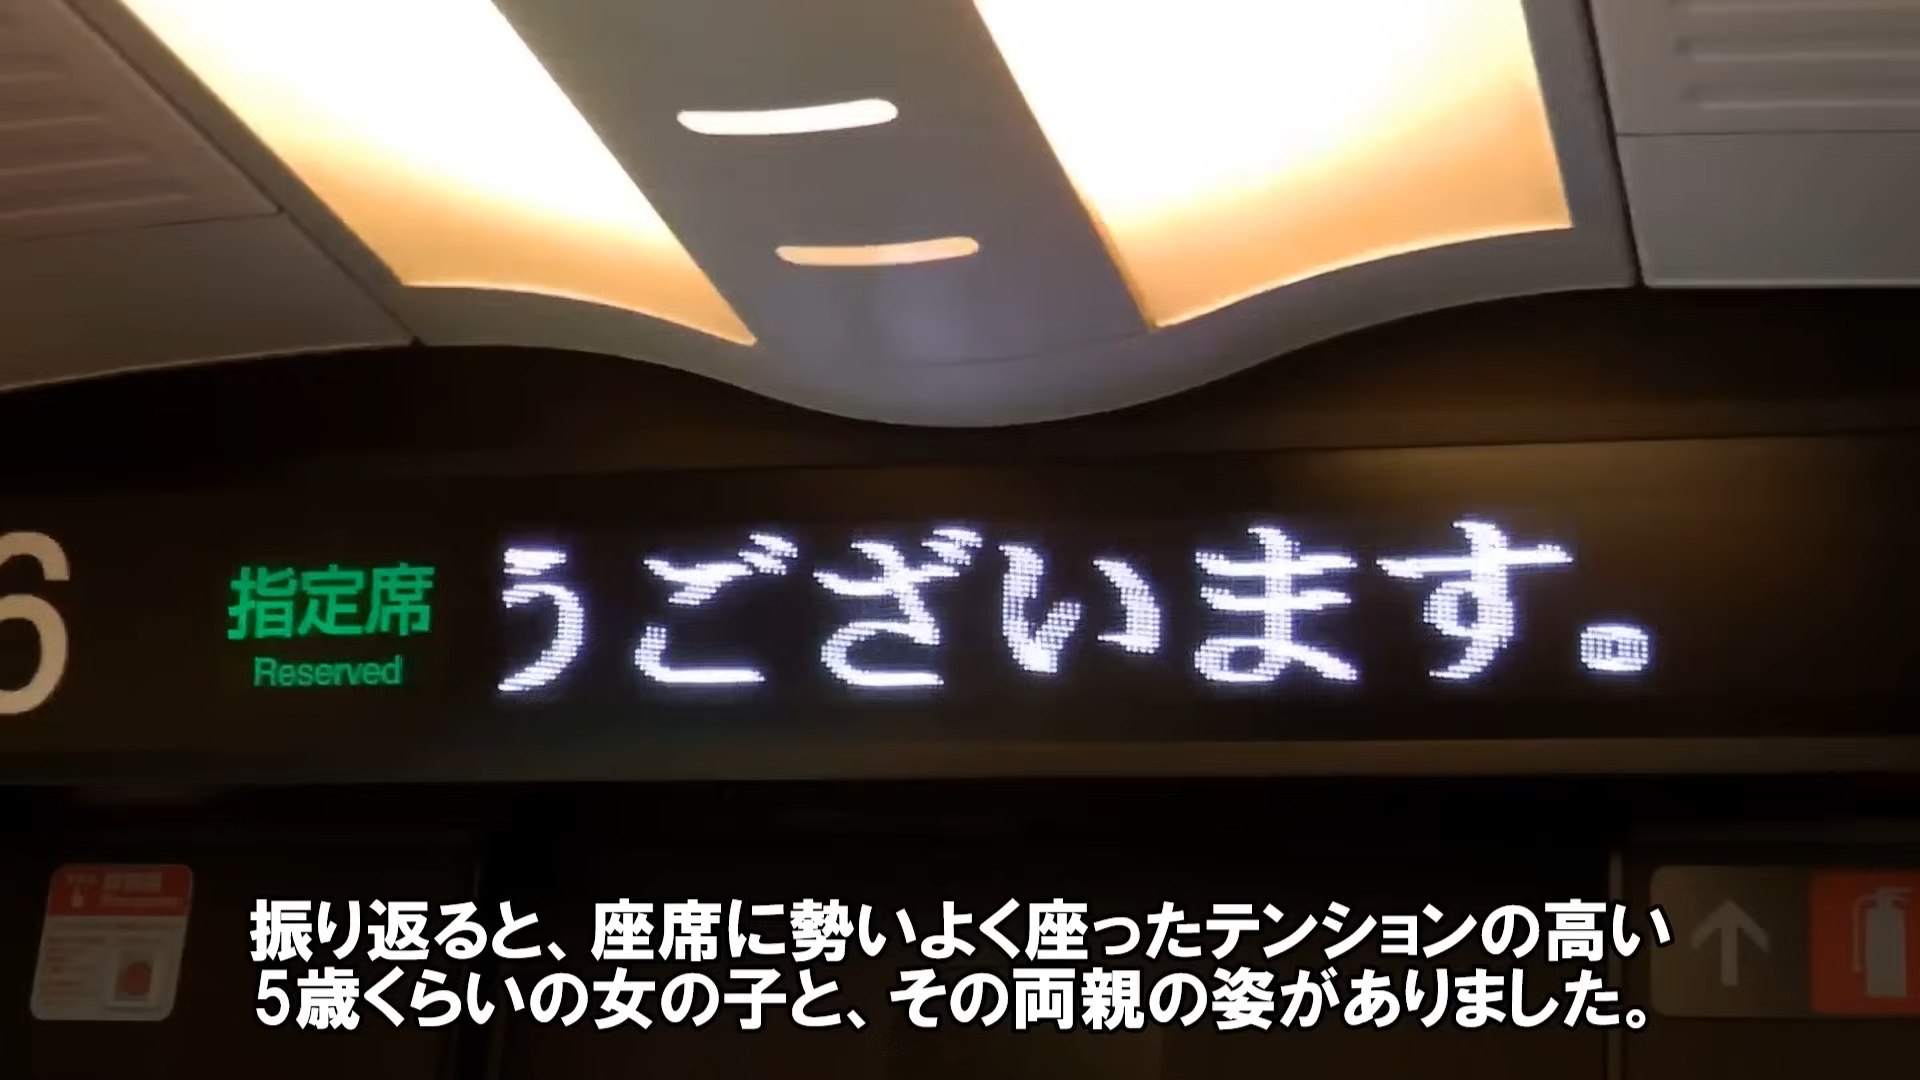 6
指定席
Reserved
うございます。
振り返ると、座席に勢いよく座ったテンションの高い
5歳くらいの女の子と、その両親の姿がありました。